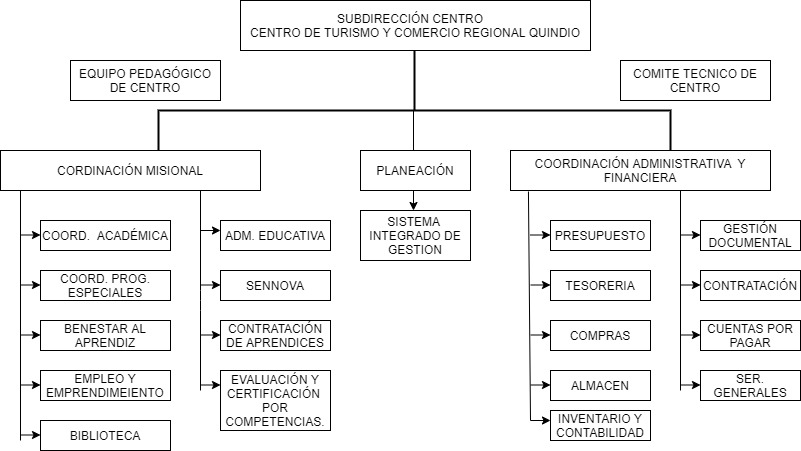 SUBDIRECCIÓN CENTRO
CENTRO DE TURISMO Y COMERCIO REGIONAL QUINDIO
EQUIPO PEDAGÓGICO
DE CENTRO
COMITE TECNICO DE
CENTRO
CORDINACIÓN MISIONAL
PLANEACIÓN
COORDINACIÓN ADMINISTRATIVA Y
FINANCIERA
COORD. ACADÉMICA
COORD. PROG.
ESPECIALES
BENESTAR AL
APRENDIZ
EMPLEO Y
EMPRENDIMEIENTO
BIBLIOTECA
ADM. EDUCATIVA
SENNOVA
CONTRATACIÓN
DE APRENDICES
EVALUACIÓN Y
CERTIFICACIÓN
POR
COMPETENCIAS.
SISTEMA
INTEGRADO DE
GESTION
PRESUPUESTO
TESORERIA
COMPRAS
ALMACEN
INVENTARIO Y
CONTABILIDAD
GESTIÓN
DOCUMENTAL
CONTRATACIÓN
CUENTAS POR
PAGAR
SER.
GENERALES